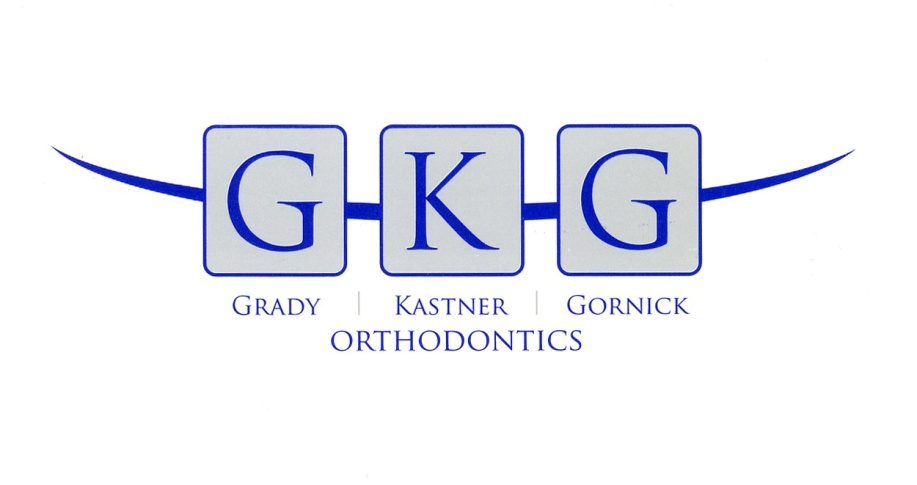 G K G
Grady | Kastner | Gornick
ORTHODONTICS